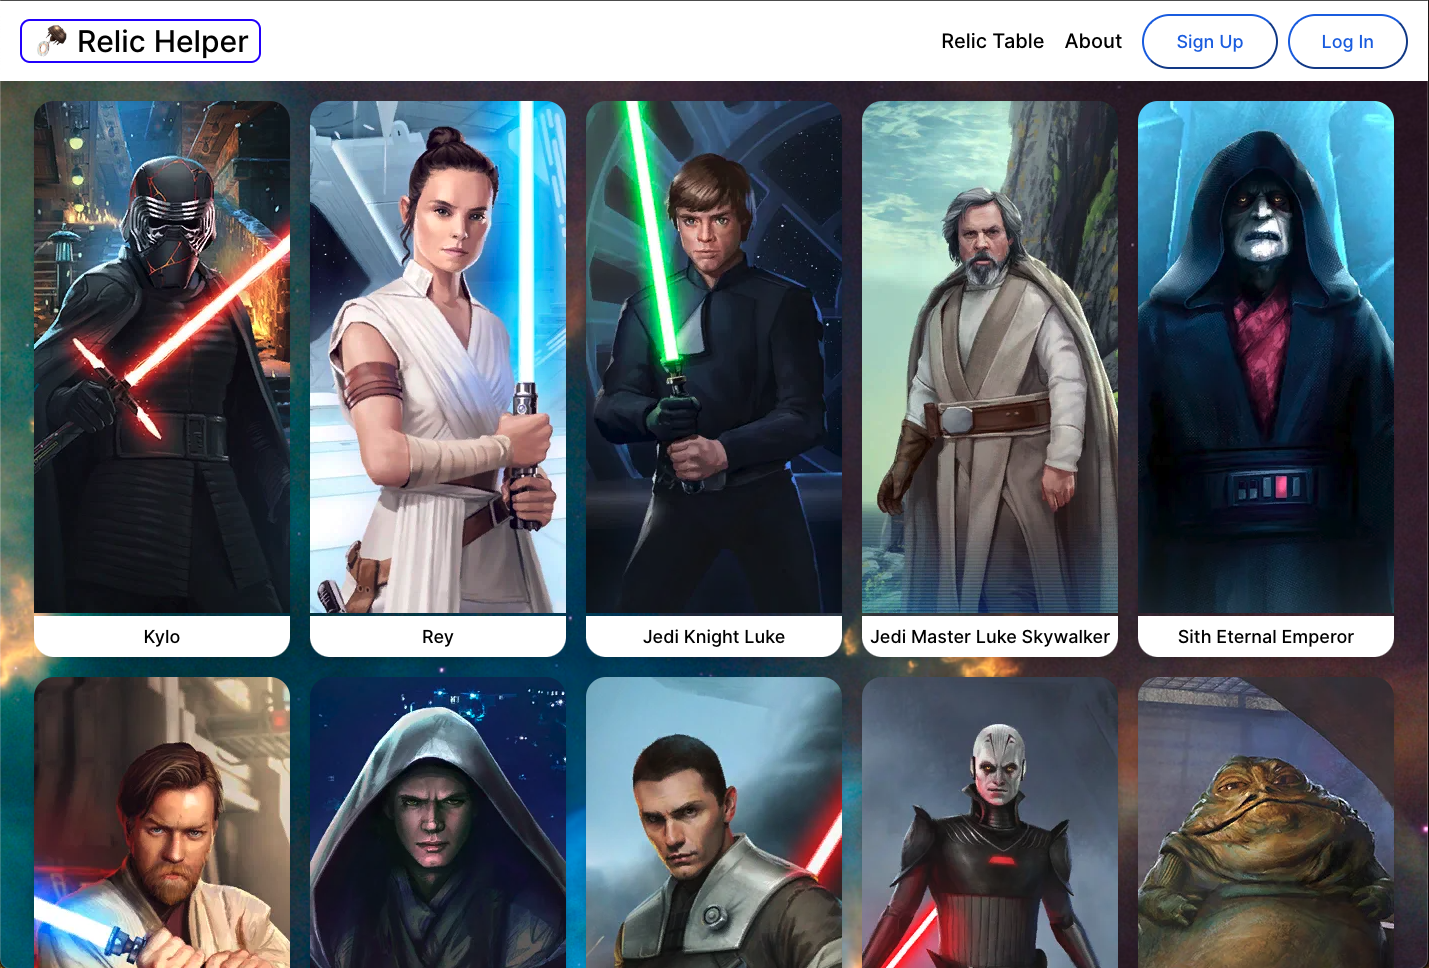 Relic Helper
Relic Table
About
Sign Up
Log In
Kylo
Rey
Jedi Knight Luke
Jedi Master Luke Skywalker
Sith Eternal Emperor